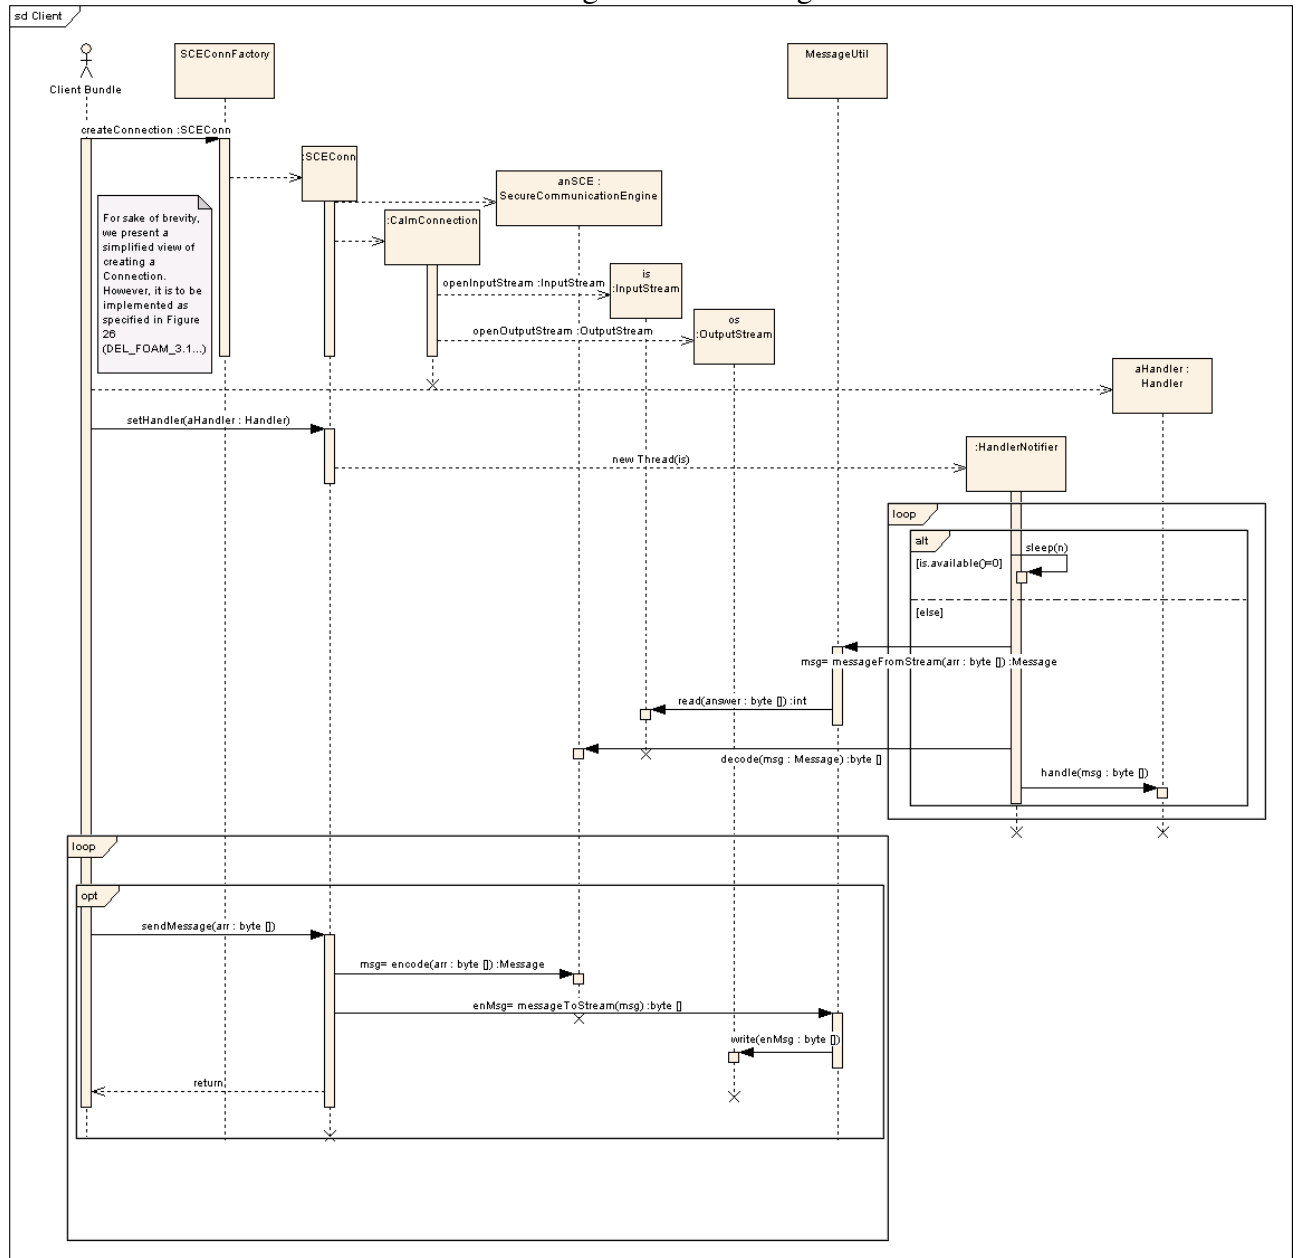 sd Client
Client Bundle
SCEConnFactory
MessageUtil
createConnection :SCEConn
:SCEConn
anSCE :
SecureCommunicationEngine
For sake of brevity,
we present a
simplified view of
creating a
Connection.
However, it is to be
implemented as
specified in Figure
26
(DEL_FOAM_3.1...)
:CalmConnection
openInputStream :InputStream
is
:InputStream
openOutputStream :OutputStream
os
:OutputStream
aHandler :
Handler
setHandler(aHandler : Handler)
new Thread(is)
:HandlerNotifier
loop
alt
sleep(n)
[is.available()=0]
[else]
msg= messageFromStream(arr : byte []) :Message
read(answer : byte []) :int
decode(msg : Message) :byte []
handle(msg : byte [])
loop
opt
sendMessage(arr : byte [])
msg= encode(arr : byte []) :Message
enMsg= messageToStream(msg) :byte []
write(enMsg : byte [])
return